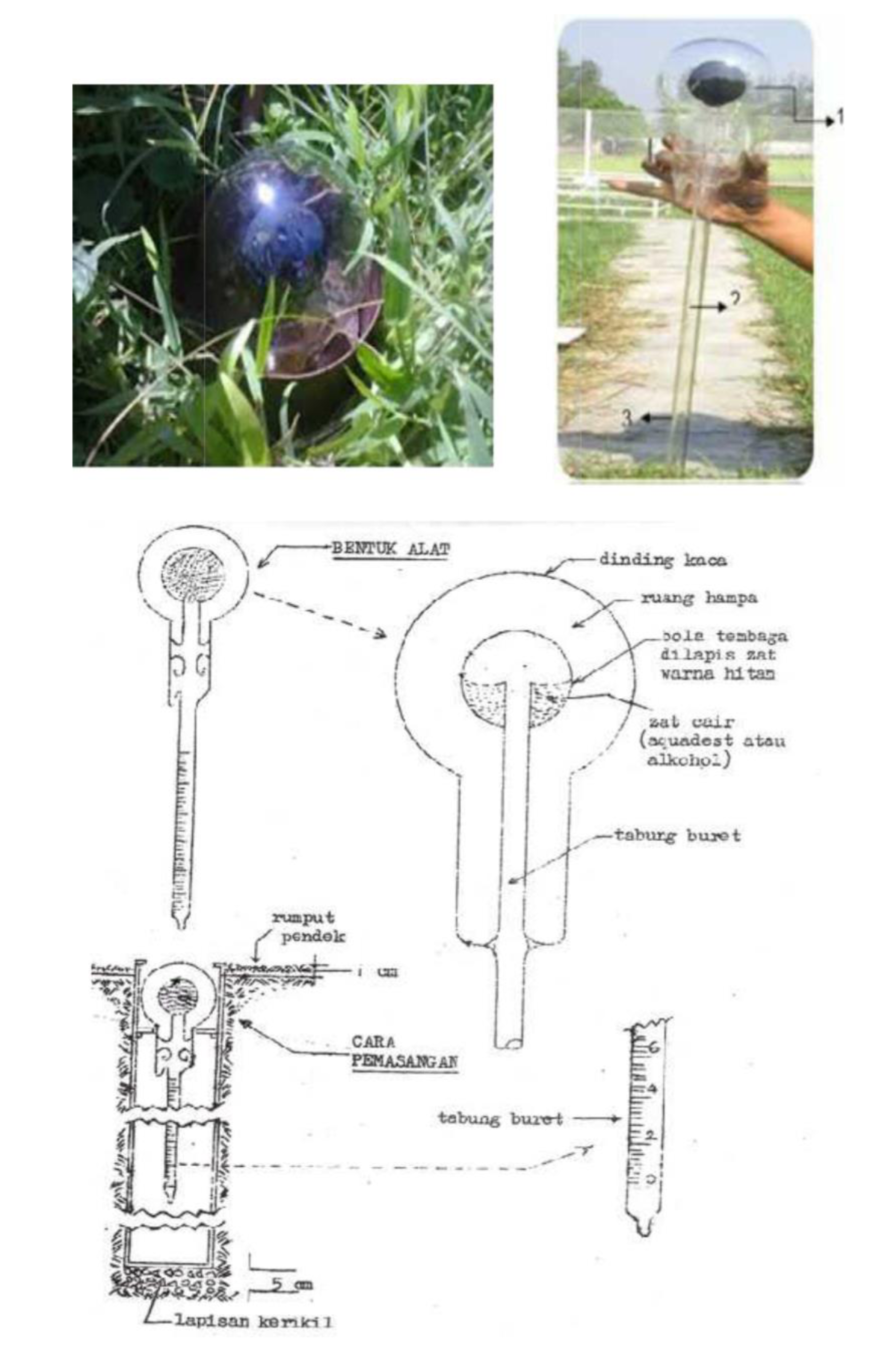 1
2
3
BENTUK ALAT
dinding kaca
ruang hampa
bola tembaga
dilapis zat
warna hitam
zat cair
(aquadest atau
alkohol)
tabung buret
rumput
pendek
1 cm
CARA
PEMASANGAN
tabung buret
6
4
2
0
5 cm
lapisan kerikil